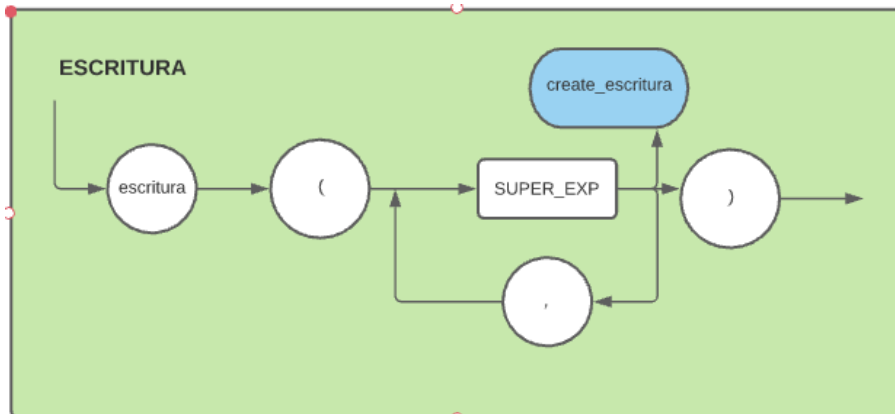 ESCRITURA
create_escritura
escritura
(
SUPER_EXP
)
,